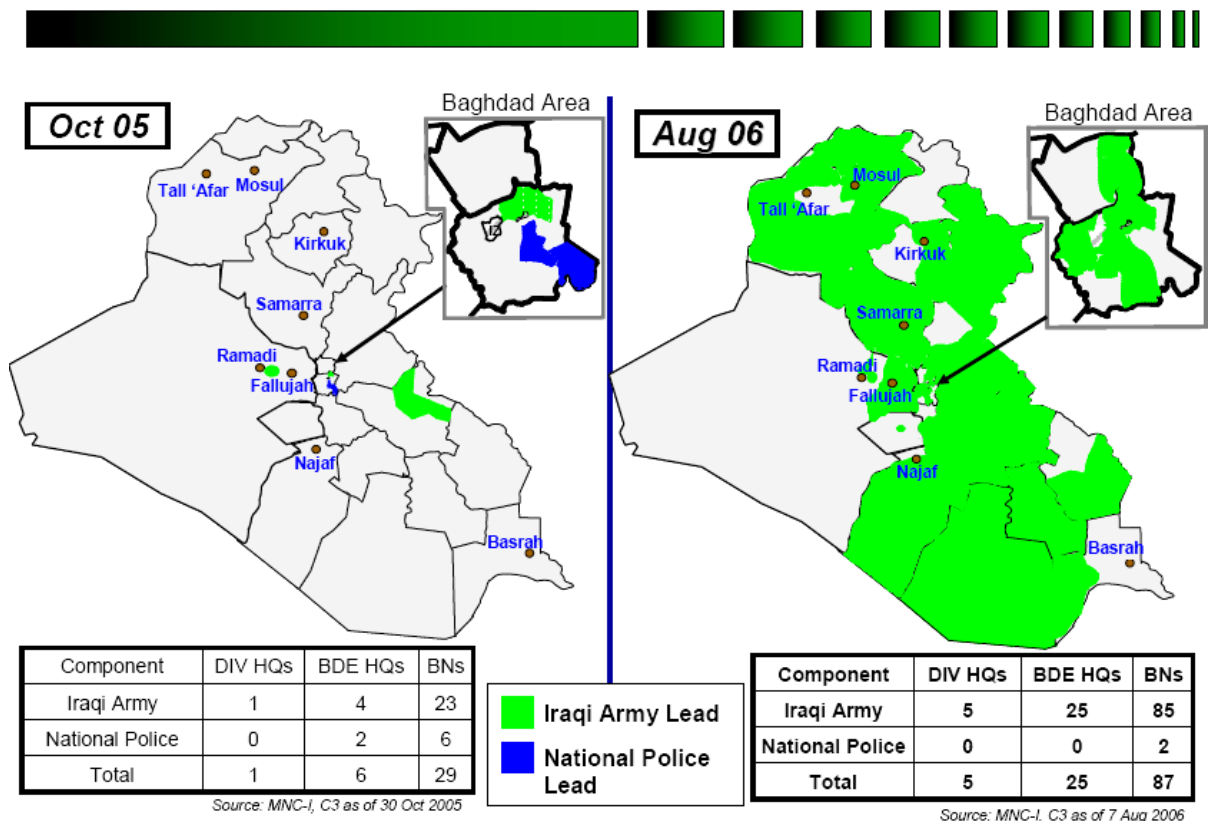 Oct 05
Baghdad Area
Tall ‘Afar
Mosul
Kirkuk
Samarra
Ramadi
Fallujah
Najaf
Basrah
Component DIV HQs BDE HQs BNs
Iraqi Army 1 4 23
National Police 0 2 6
Total 1 6 29
Source: MNC-I, C3 as of 30 Oct 2005
Aug 06
Baghdad Area
Mosul
Tall ‘Afar
Kirkuk
Samarra
Ramadi
Fallujah
Najaf
Basrah
Iraqi Army Lead
National Police
Lead
Component DIV HQs BDE HQs BNs
Iraqi Army 5 25 85
National Police 0 0 2
Total 5 25 87
Source: MNC-I. C3 as of 7 Aug 2006